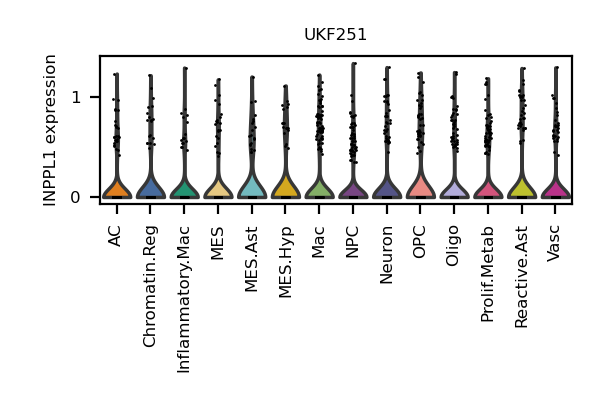 UKF251
INPPL1 expression
1
0
AC
Chromatin.Reg
Inflammatory.Mac
MES
MES.Ast
MES.Hyp
Mac
NPC
Neuron
OPC
Oligo
Prolif.Metab
Reactive.Ast
Vasc